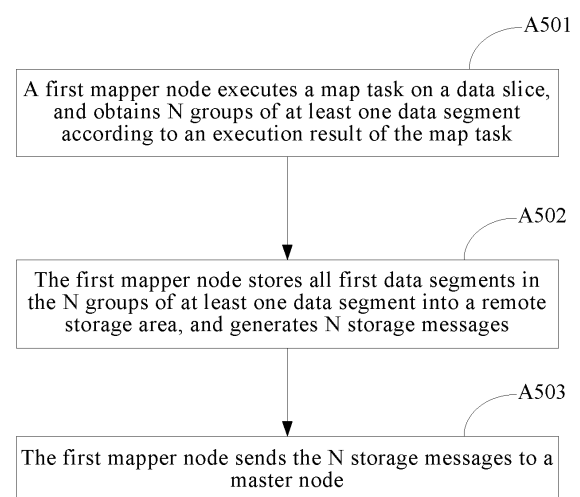 A501
A first mapper node executes a map task on a data slice,
and obtains N groups of at least one data segment
according to an execution result of the map task
A502
The first mapper node stores all first data segments in
the N groups of at least one data segment into a remote
storage area, and generates N storage messages
A503
The first mapper node sends the N storage messages to a
master node